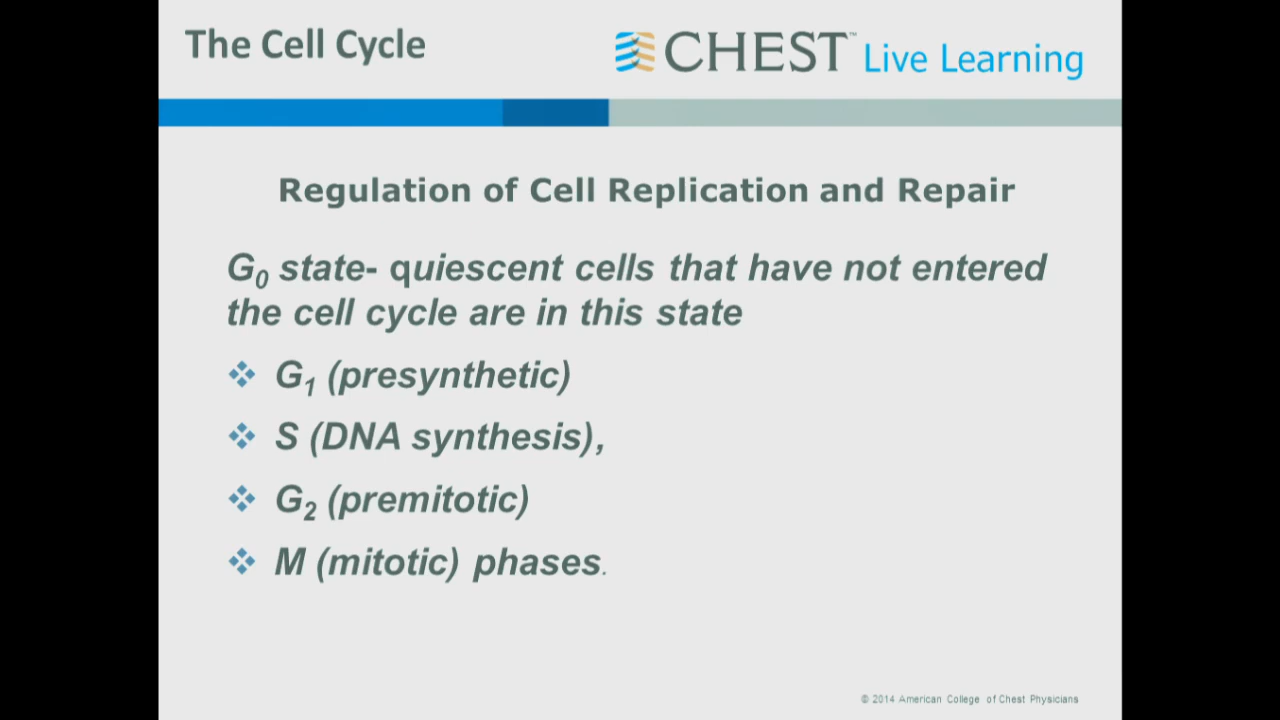 The Cell Cycle
CHEST™ Live Learning
Regulation of Cell Replication and Repair
G0 state- quiescent cells that have not entered
the cell cycle are in this state
❖ G1 (presynthetic)
❖ S (DNA synthesis),
❖ G2 (premitotic)
❖ M (mitotic) phases.
© 2014 American College of Chest Physicians